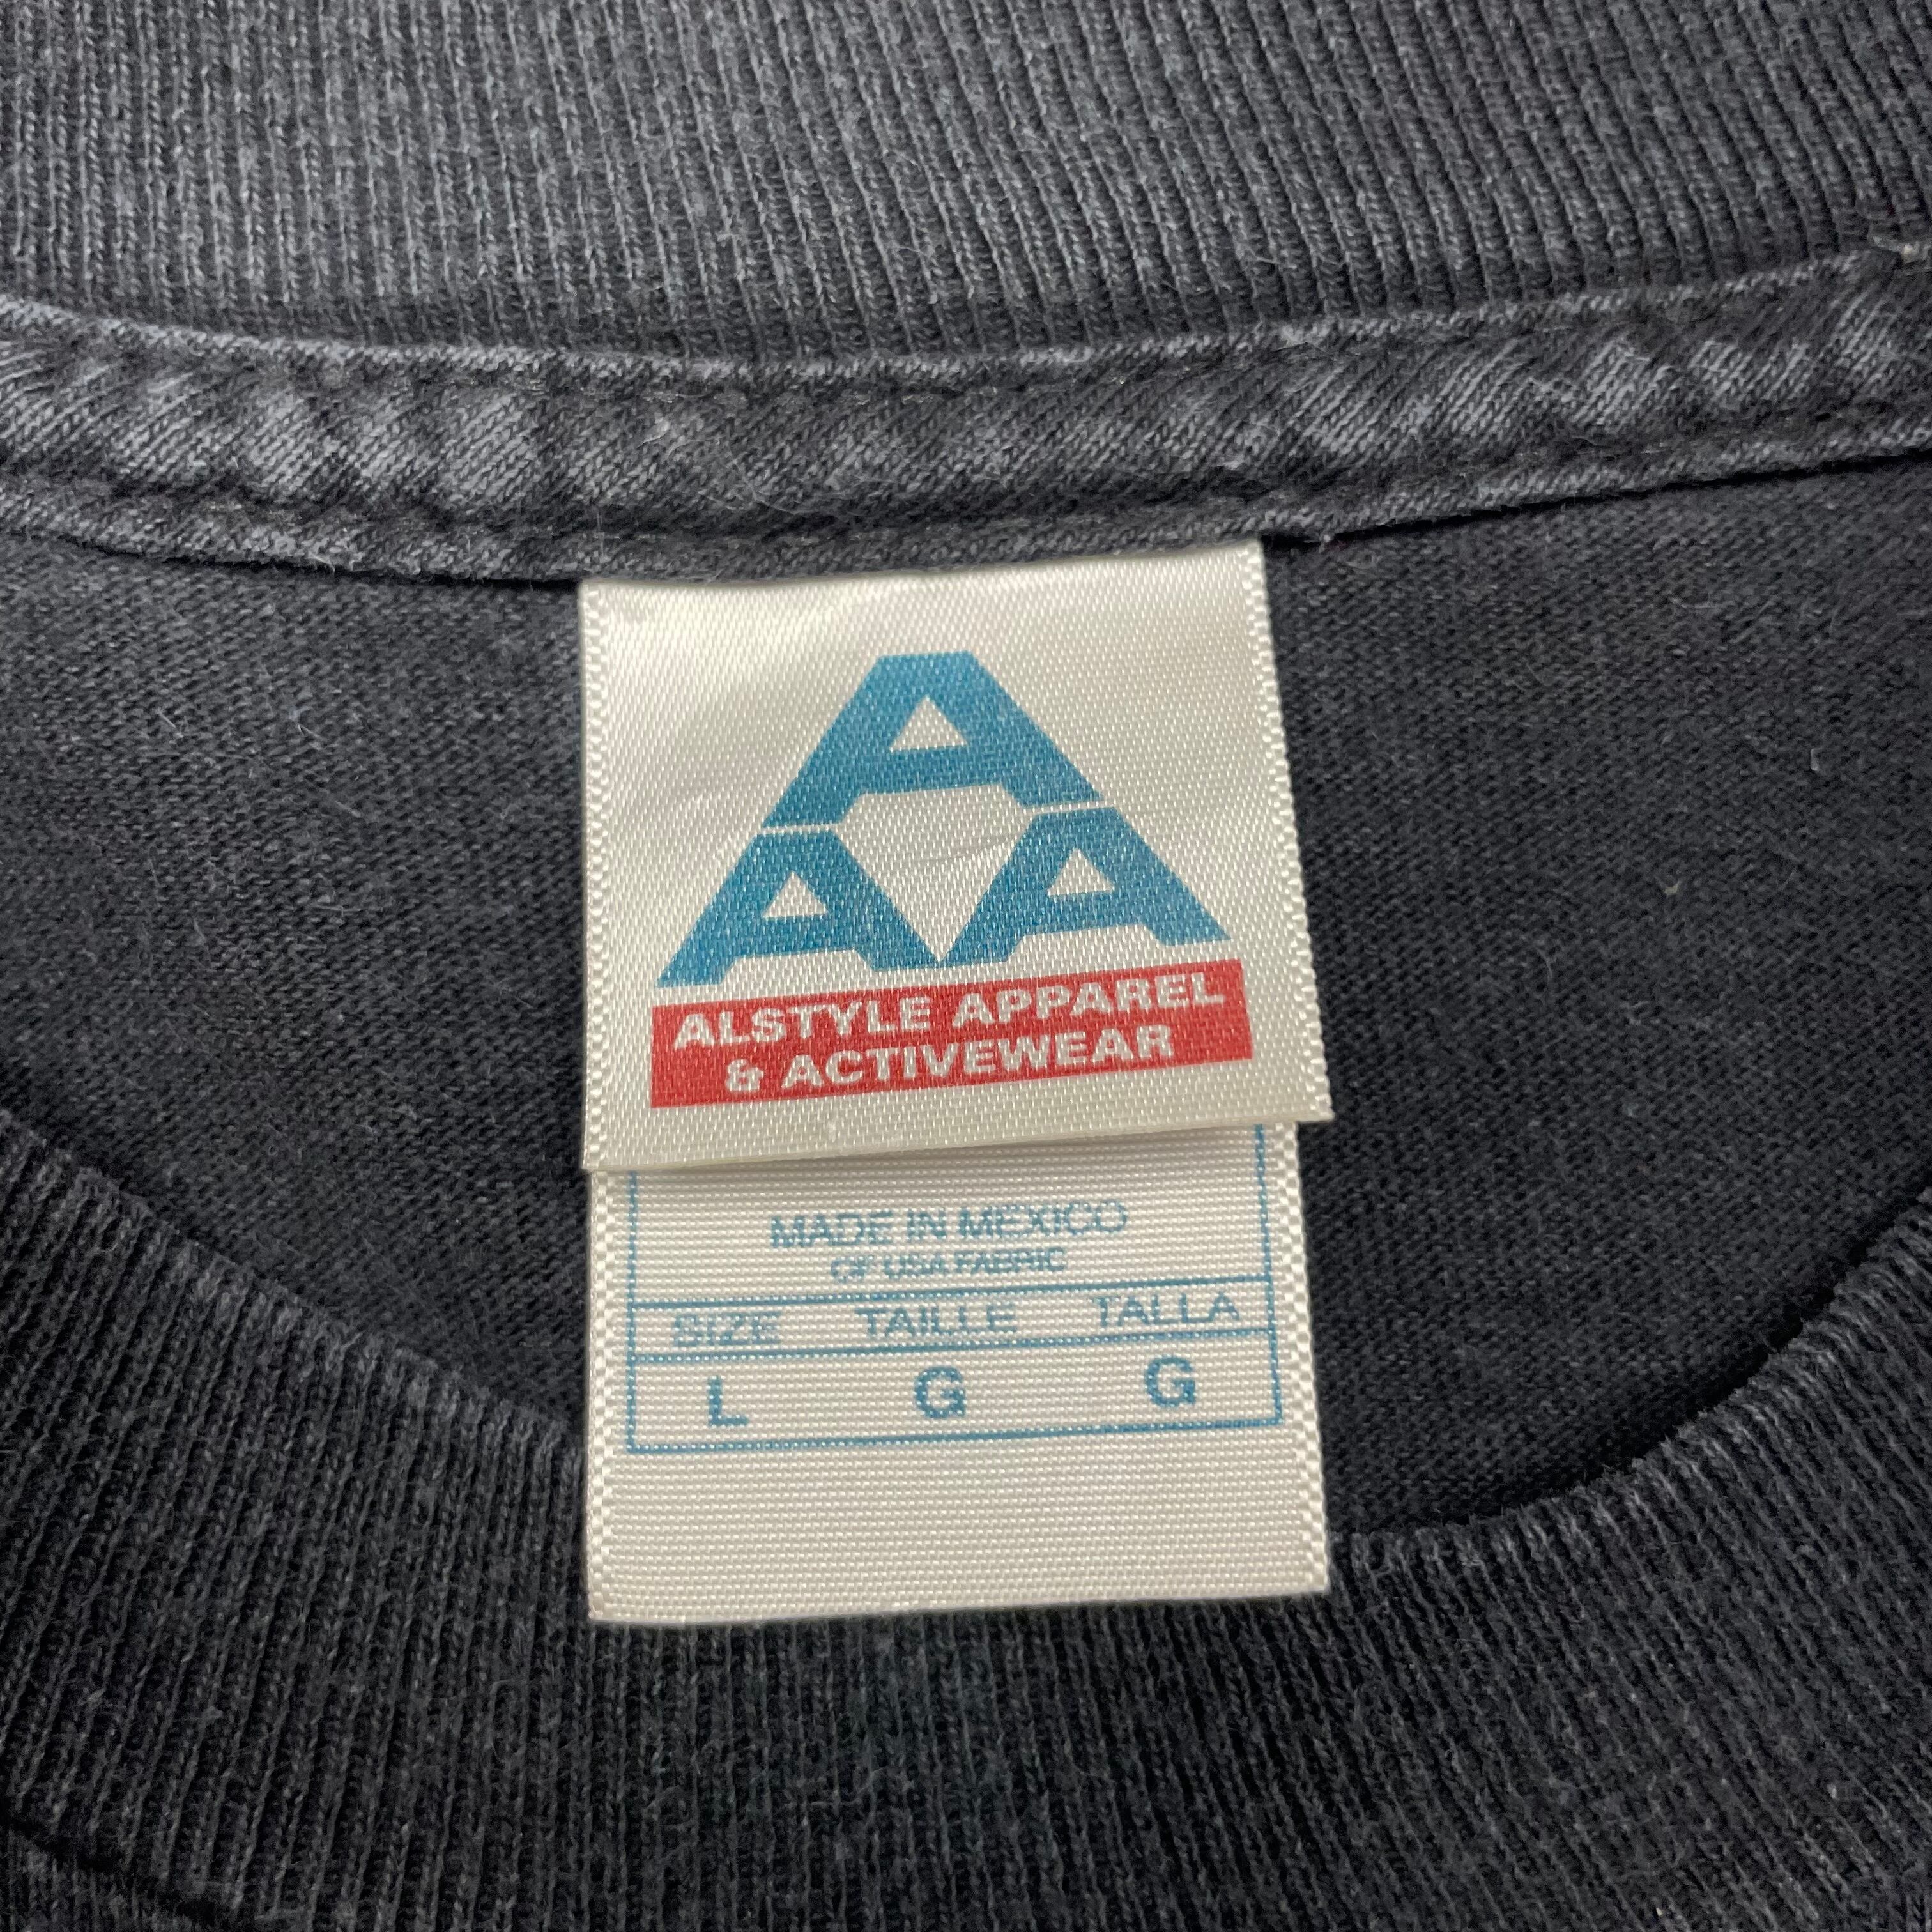 A
A A
ALSTYLE APPAREL
& ACTIVEWEAR
MADE IN MEXICO
OF USA FABRIC
SIZE TAILLE TALLA
L G G